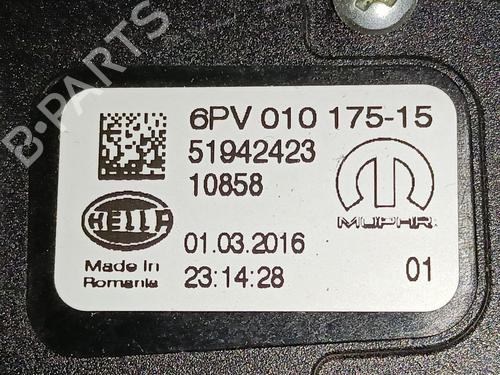 6PV 010 175-15
51942423
10858
HELLA
MOPAR
01.03.2016
Made In
Romania
23:14:28
01
B-PARTS